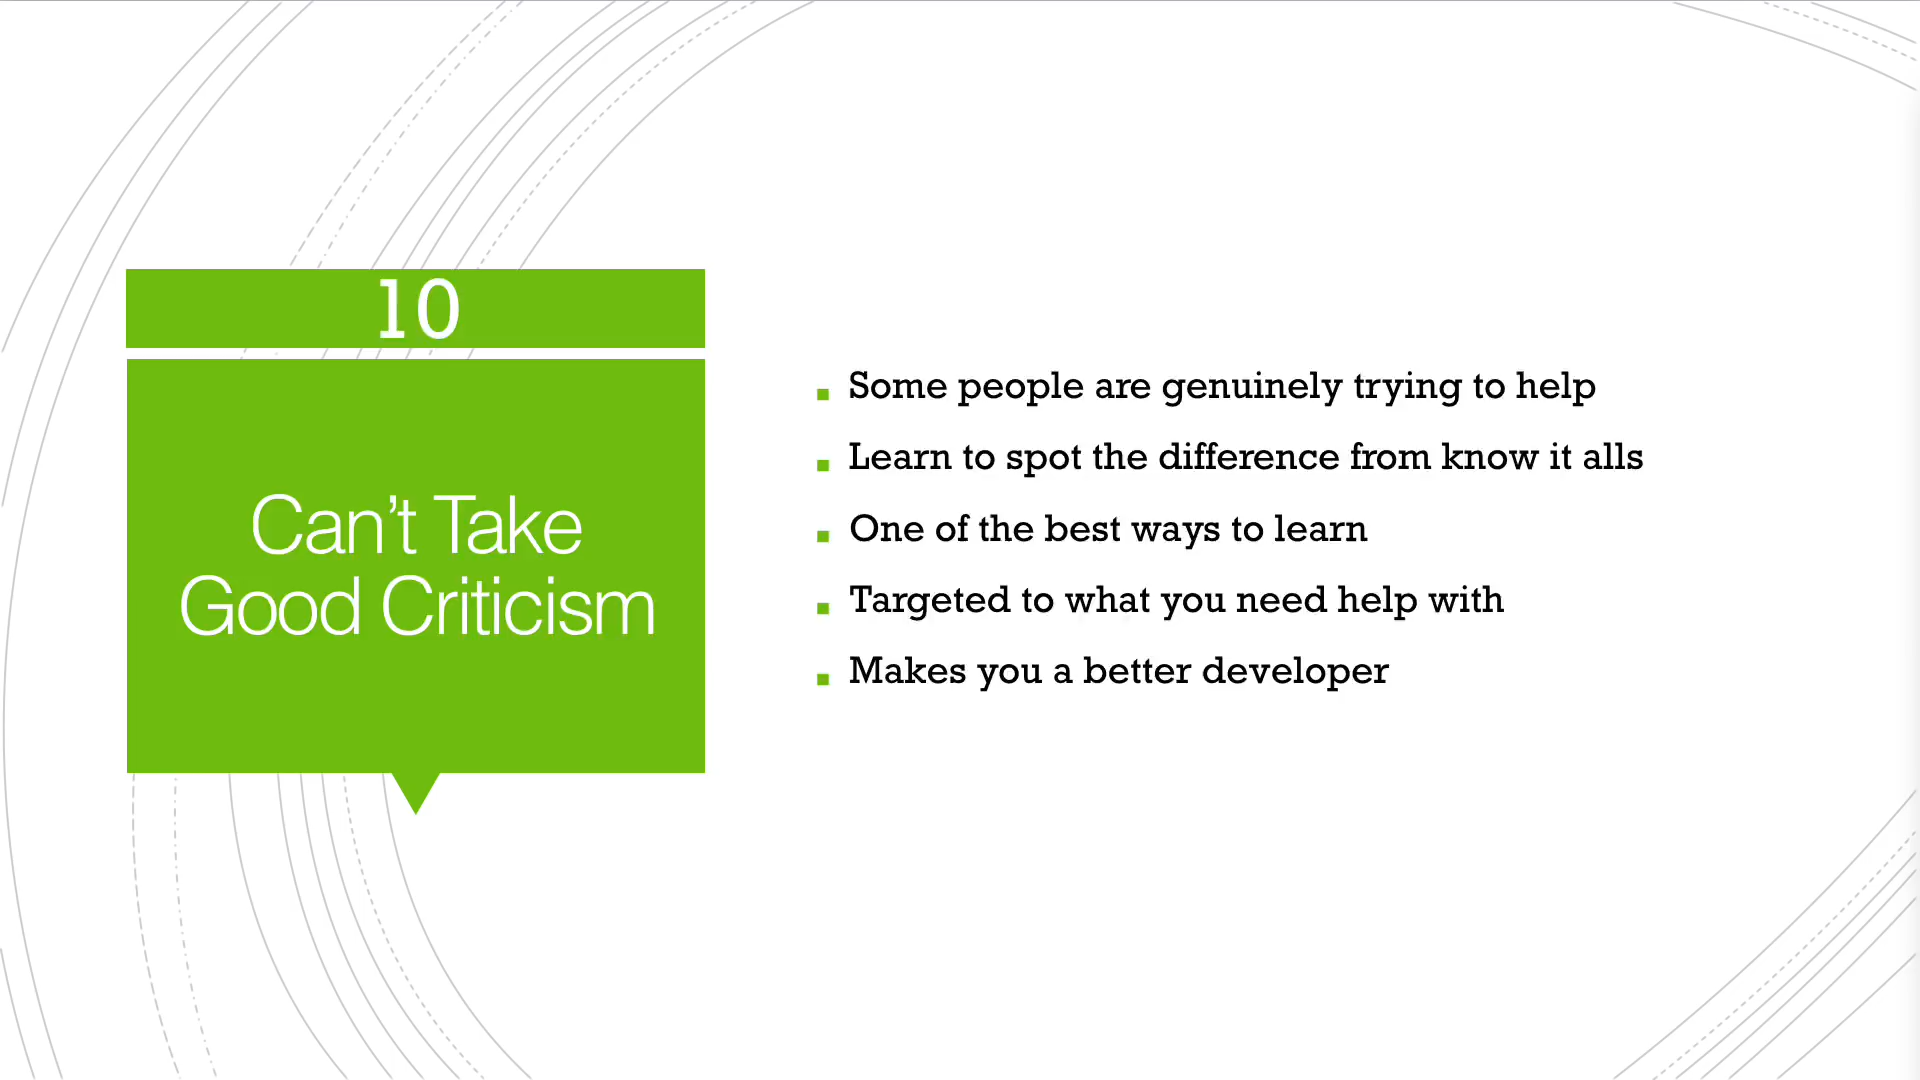 10
Can’t Take
Good Criticism
Some people are genuinely trying to help
Learn to spot the difference from know it alls
One of the best ways to learn
Targeted to what you need help with
Makes you a better developer